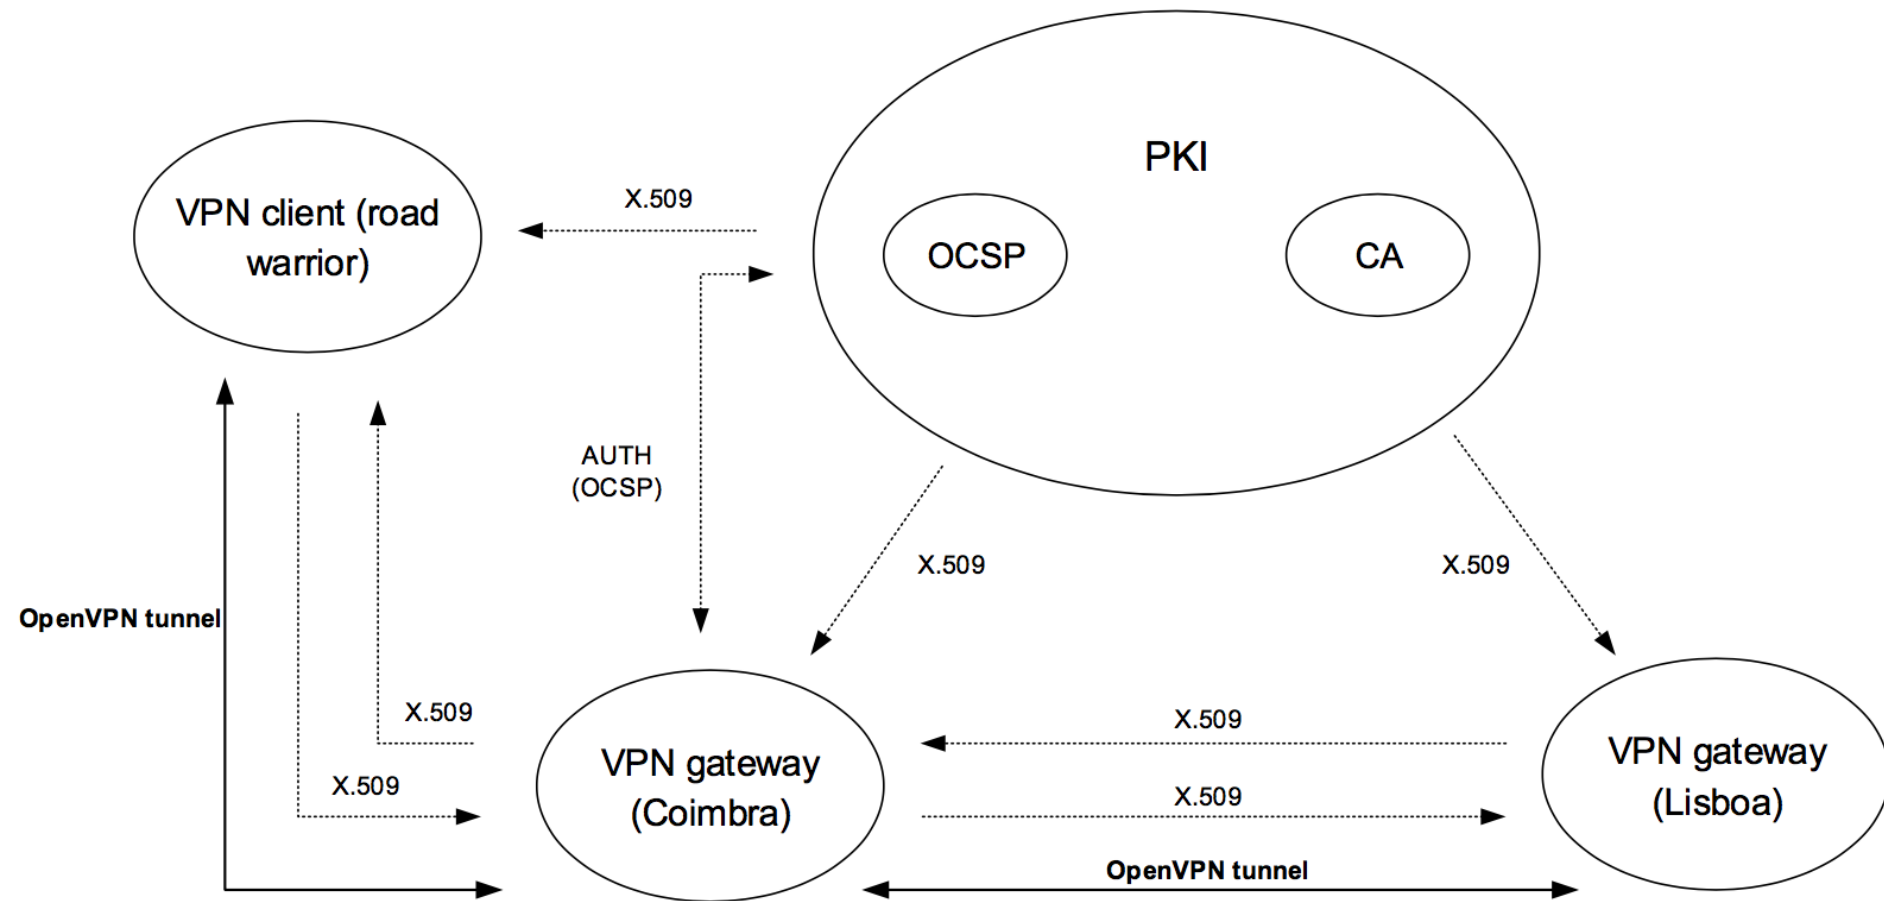 PKI
VPN client (road
warrior)
X.509
OCSP
CA
AUTH
(OCSP)
X.509
X.509
OpenVPN tunnel
X.509
X.509
X.509
X.509
VPN gateway
(Coimbra)
VPN gateway
(Lisboa)
OpenVPN tunnel